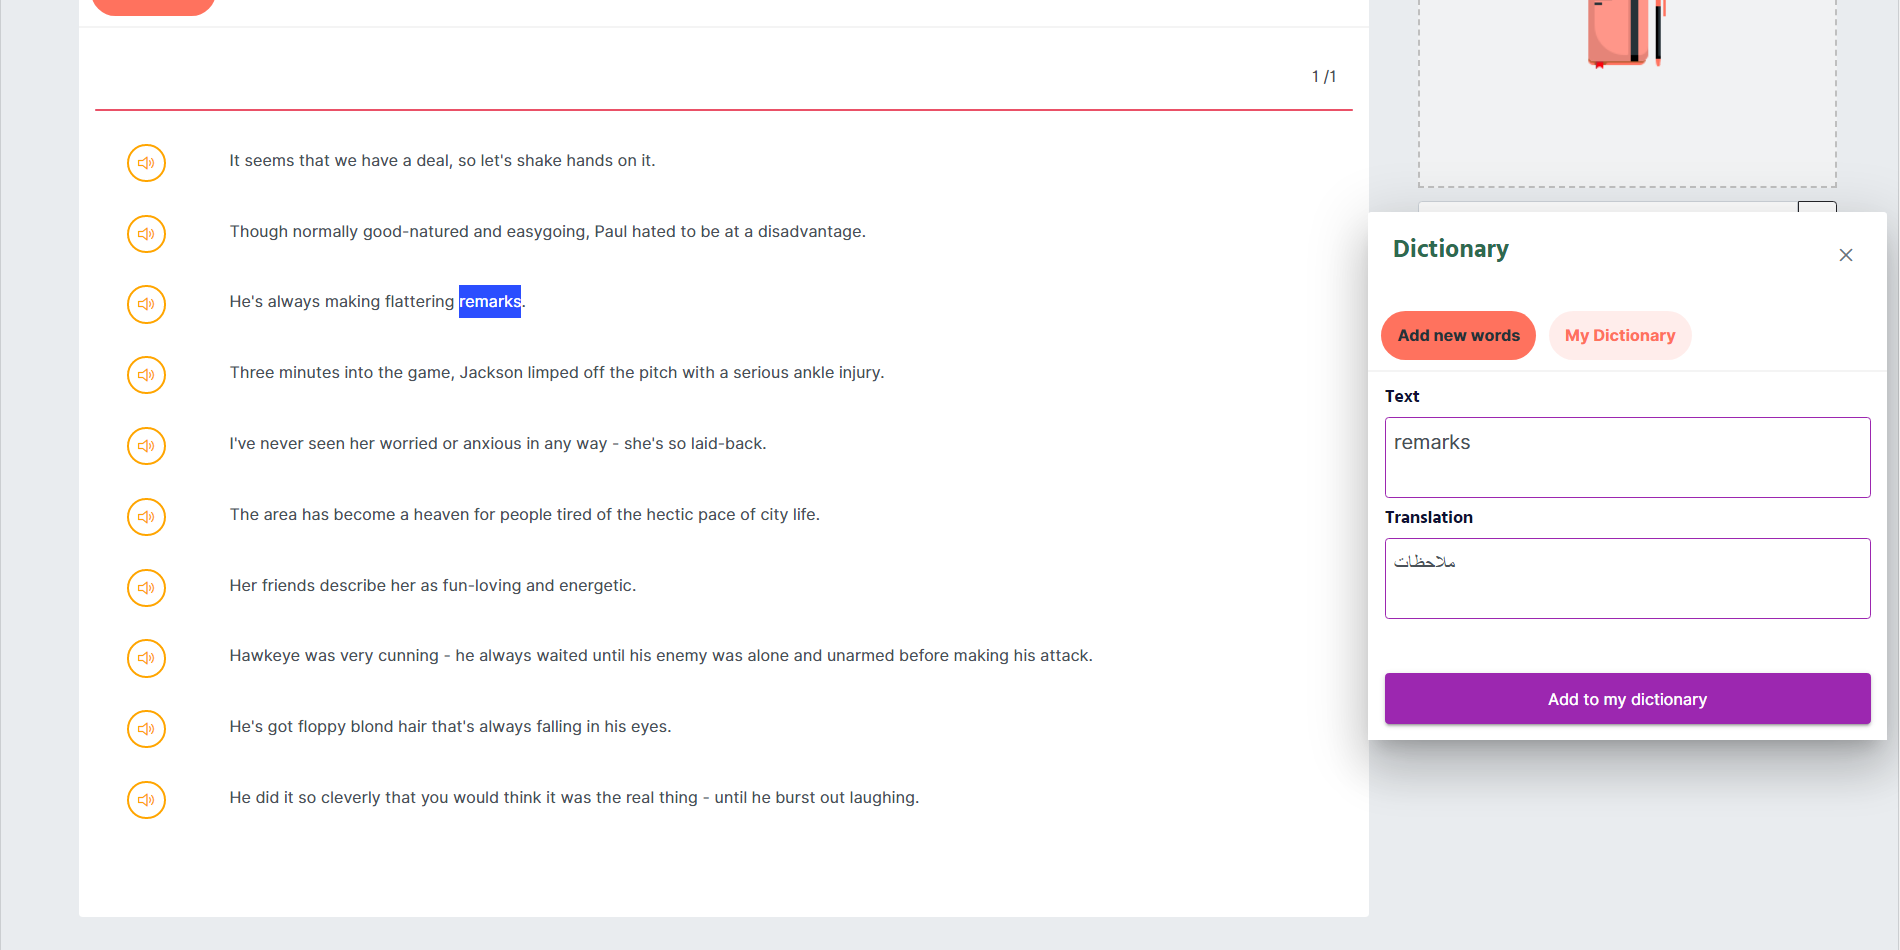 1 /1
It seems that we have a deal, so let's shake hands on it.
Though normally good-natured and easygoing, Paul hated to be at a disadvantage.
He's always making flattering remarks.
Three minutes into the game, Jackson limped off the pitch with a serious ankle injury.
I've never seen her worried or anxious in any way - she's so laid-back.
The area has become a heaven for people tired of the hectic pace of city life.
Her friends describe her as fun-loving and energetic.
Hawkeye was very cunning - he always waited until his enemy was alone and unarmed before making his attack.
He's got floppy blond hair that's always falling in his eyes.
He did it so cleverly that you would think it was the real thing - until he burst out laughing.
Dictionary
Add new words My Dictionary
Text
remarks
Translation
ملاحظات
Add to my dictionary